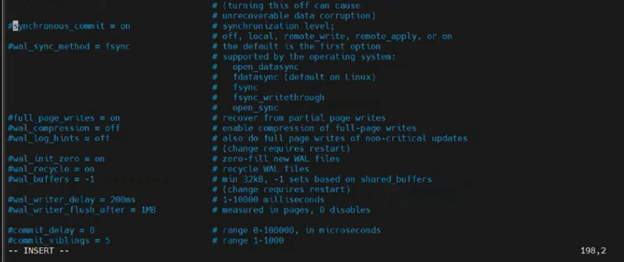 # (turning this off can cause
# unrecoverable data corruption)
#synchronous_commit = on # synchronization level;
# off, local, remote_write, remote_apply, or on
#wal_sync_method = fsync # the default is the first option
# supported by the operating system:
# open_datasync
# fdatasync (default on Linux)
# fsync
# fsync_writethrough
# open_sync
#full_page_writes = on # recover from partial page writes
#wal_compression = off # enable compression of full-page writes
#wal_log_hints = off # also do full page writes of non-critical updates
# (change requires restart)
#wal_init_zero = on # zero-fill new WAL files
#wal_recycle = on # recycle WAL files
#wal_buffers = -1 # min 32kB, -1 sets based on shared_buffers
# (change requires restart)
#wal_writer_delay = 200ms # 1-10000 milliseconds
#wal_writer_flush_after = 1MB # measured in pages, 0 disables
#commit_delay = 0 # range 0-100000, in microseconds
#commit_siblings = 5 # range 1-1000
-- INSERT -- 198,2